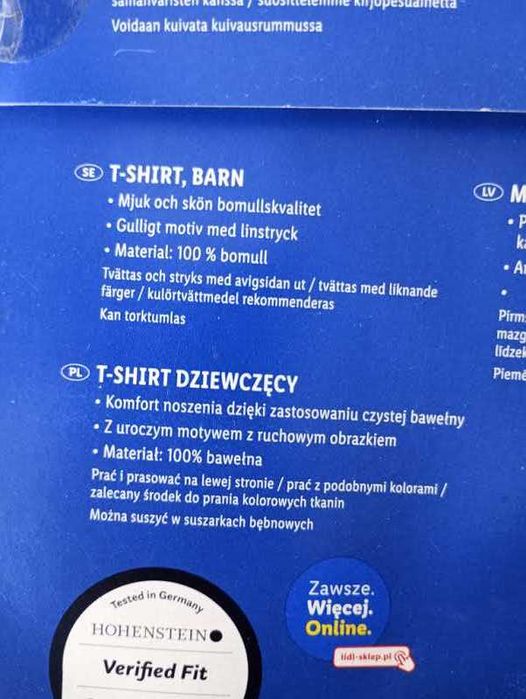 Voidaan kuivata kuivausrummussa
SE T-SHIRT, BARN
• Mjuk och skön bomullskvalitet
• Gulligt motiv med linstryck
• Material: 100 % bomull
Tvättas och stryks med avigsidan ut / tvättas med liknande
färger / kulörtvättmedel rekommenderas
Kan torktumlas
PL T-SHIRT DZIEWCZĘCY
• Komfort noszenia dzięki zastosowaniu czystej bawełny
• Z uroczym motywem z ruchowym obrazkiem
• Materiał: 100% bawełna
Prać i prasować na lewej stronie / prać z podobnymi kolorami /
zalecany środek do prania kolorowych tkanin
Można suszyć w suszarkach bębnowych
LV
Zawsze.
Więcej.
Online.
lidl-sklep.pl
Tested in Germany
HOHENSTEIN
Verified Fit